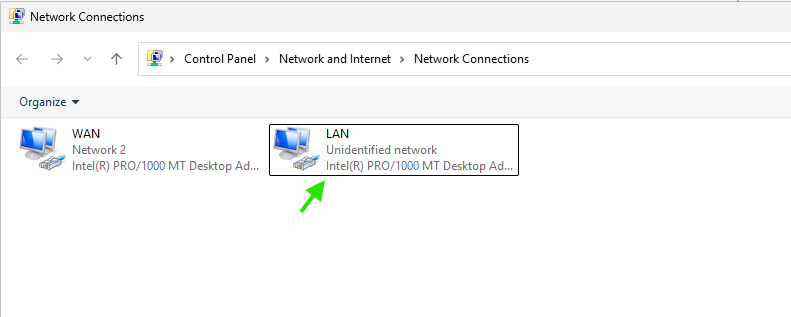 Network Connections
Control Panel > Network and Internet > Network Connections
Organize
WAN
Network 2
Intel(R) PRO/1000 MT Desktop Ad...
LAN
Unidentified network
Intel(R) PRO/1000 MT Desktop Ad...